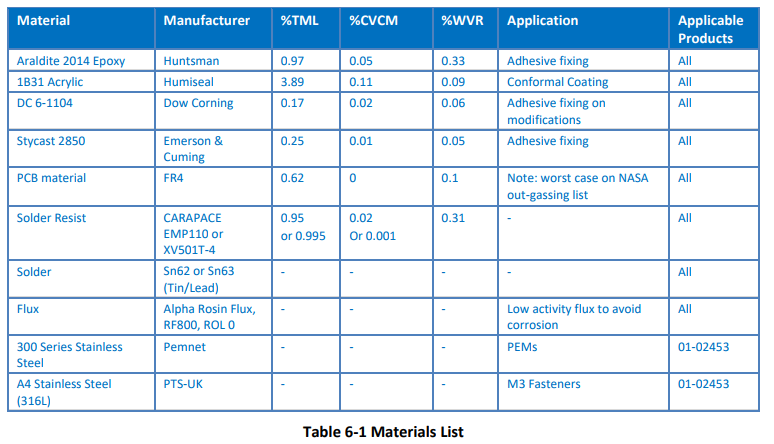 Material Manufacturer %TML %CVCM %WVR Application Applicable
Products
Araldite 2014 Epoxy Huntsman 0.97 0.05 0.33 Adhesive fixing All
1B31 Acrylic Humiseal 3.89 0.11 0.09 Conformal Coating All
DC 6-1104 Dow Corning 0.17 0.02 0.06 Adhesive fixing on All
modifications
Stycast 2850 Emerson & 0.25 0.01 0.05 Adhesive fixing All
Cuming
PCB material FR4 0.62 0 0.1 Note: worst case on NASA All
out-gassing list
Solder Resist CARAPACE 0.95 0.02 0.31 - All
EMP110 or or 0.995 Or 0.001
XV501T-4
Solder Sn62 or Sn63 - - - - All
(Tin/Lead)
Flux Alpha Rosin Flux, - - - Low activity flux to avoid All
RF800, ROL 0 corrosion
300 Series Stainless Pemnet - - - PEMs 01-02453
Steel
A4 Stainless Steel PTS-UK - - - M3 Fasteners 01-02453
(316L)
Table 6-1 Materials List